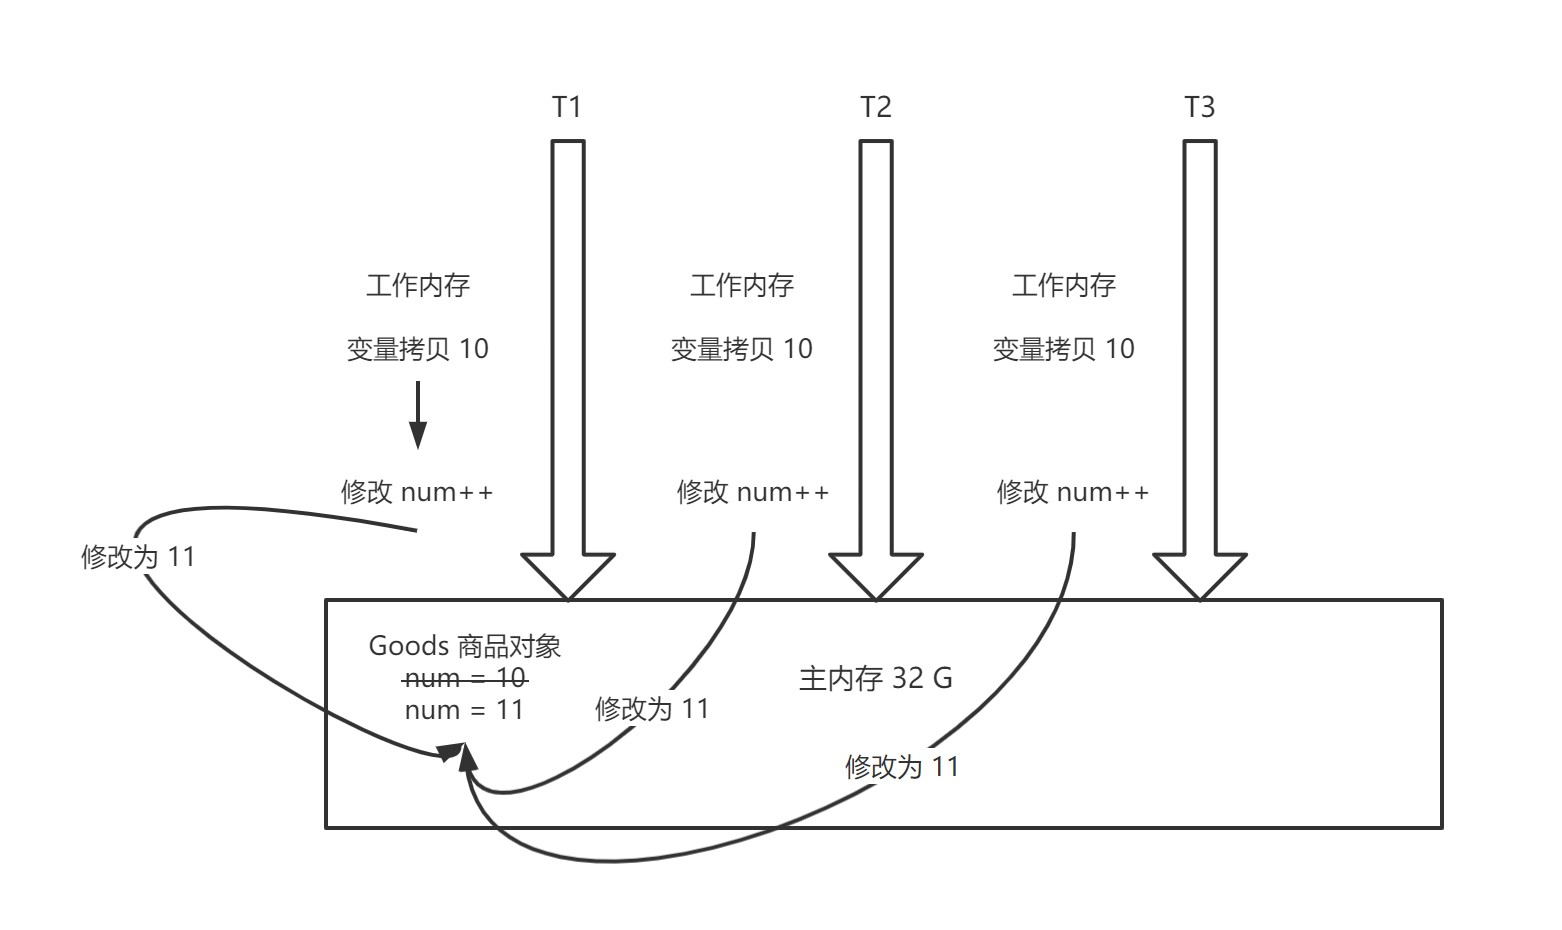 T1
T2
T3
工作内存
工作内存
工作内存
变量拷贝 10
变量拷贝 10
变量拷贝 10
修改 num++
修改 num++
修改 num++
修改为 11
Goods 商品对象
num = 10
num = 11
主内存 32 G
修改为 11
修改为 11